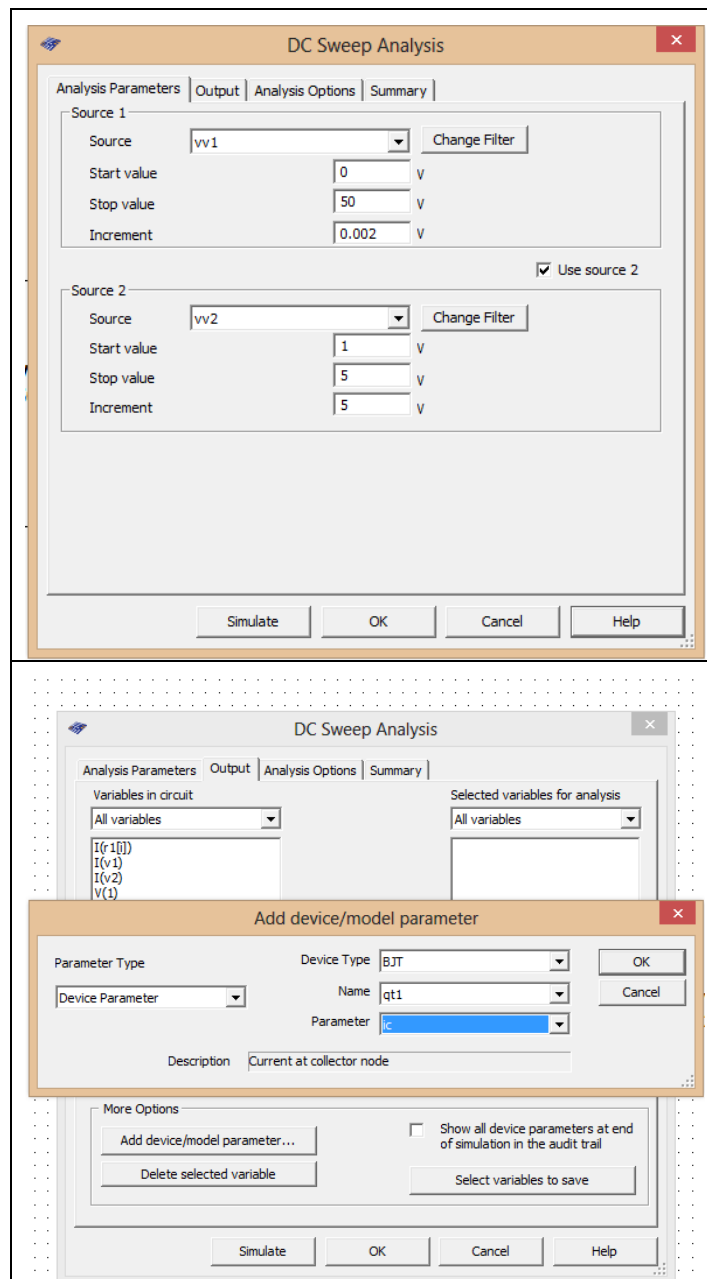 DC Sweep Analysis
Analysis Parameters Output Analysis Options Summary
Source 1
Source vv1 Change Filter
Start value 0 V
Stop value 50 V
Increment 0.002 V
Use source 2
Source 2
Source vv2 Change Filter
Start value 1 V
Stop value 5 V
Increment 5 V
Simulate OK Cancel Help
DC Sweep Analysis
Analysis Parameters Output Analysis Options Summary
Variables in circuit Selected variables for analysis
All variables All variables
I(r1[i])
I(v1)
I(v2)
V(1)
Add device/model parameter
Parameter Type Device Type BJT OK
Device Parameter Name qt1 Cancel
Parameter ic
Description Current at collector node
More Options
Add device/model parameter... Show all device parameters at end
of simulation in the audit trail
Delete selected variable Select variables to save
Simulate OK Cancel Help